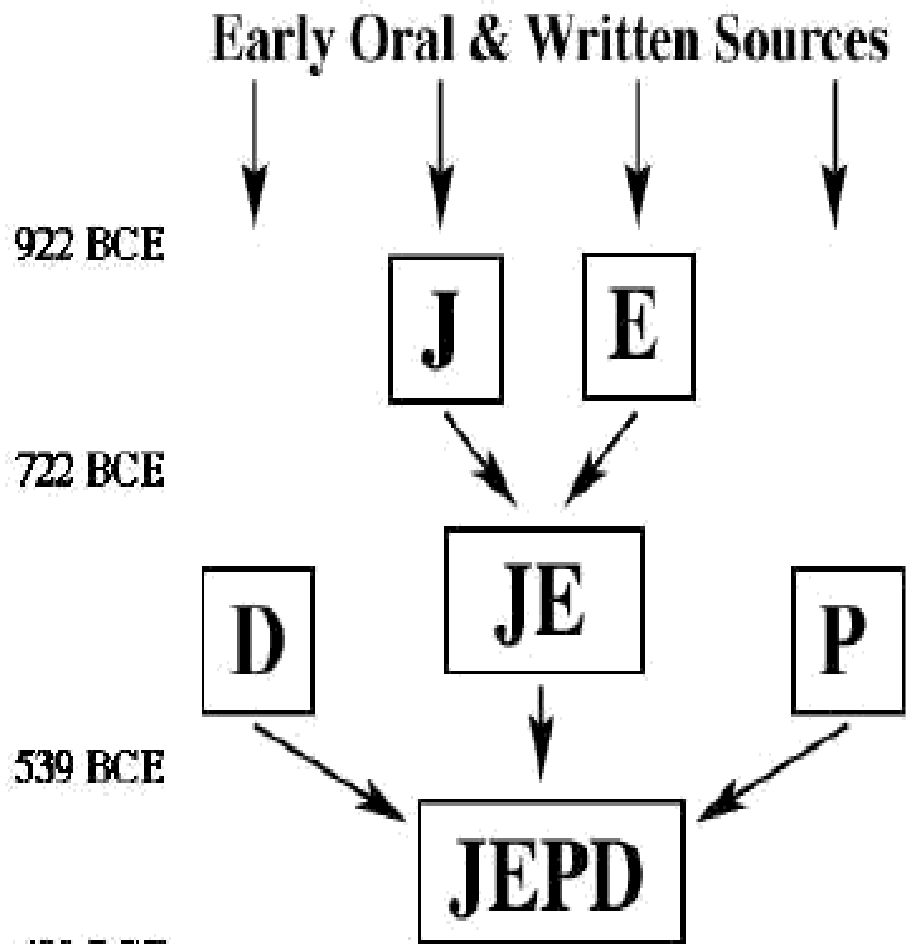 Early Oral & Written Sources
922 BCE
J
E
722 BCE
JE
D
P
539 BCE
JEPD